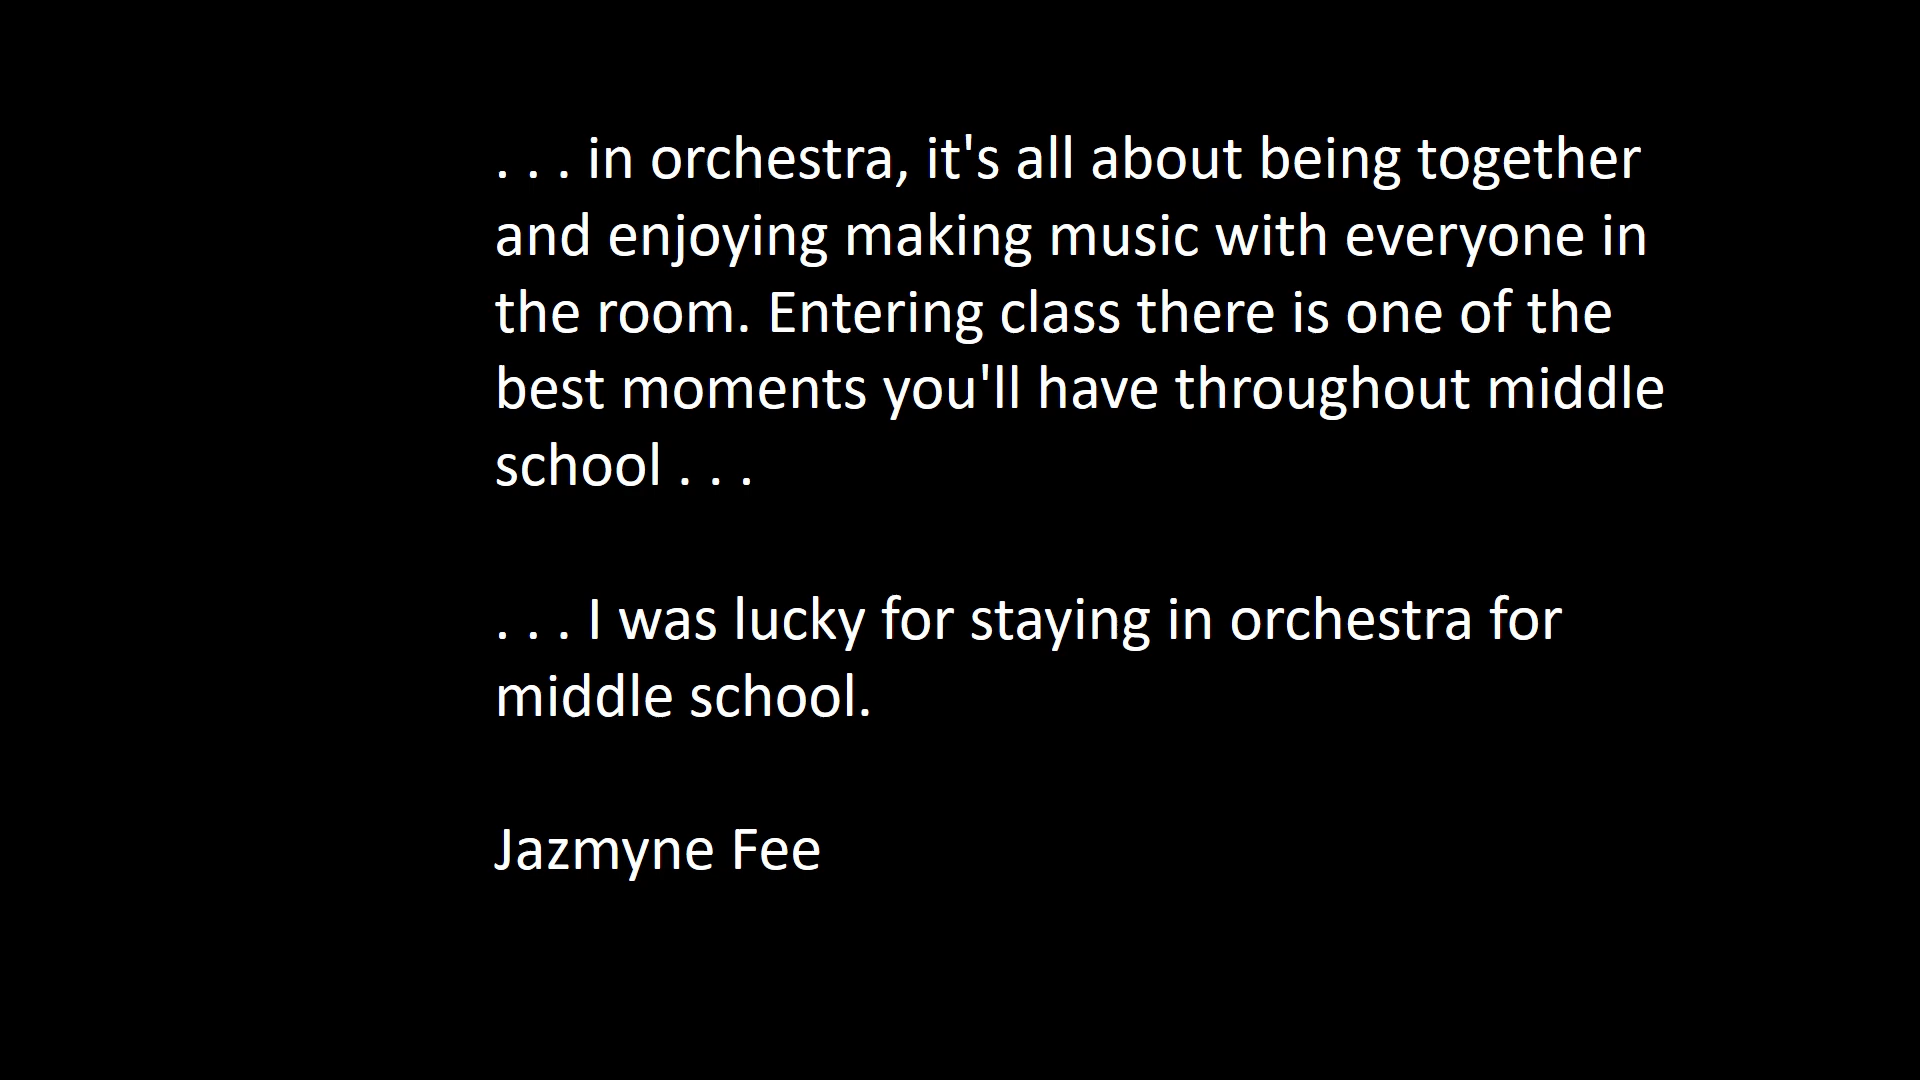 . . . in orchestra, it's all about being together
and enjoying making music with everyone in
the room. Entering class there is one of the
best moments you'll have throughout middle
school . . .
. . . I was lucky for staying in orchestra for
middle school.
Jazmyne Fee